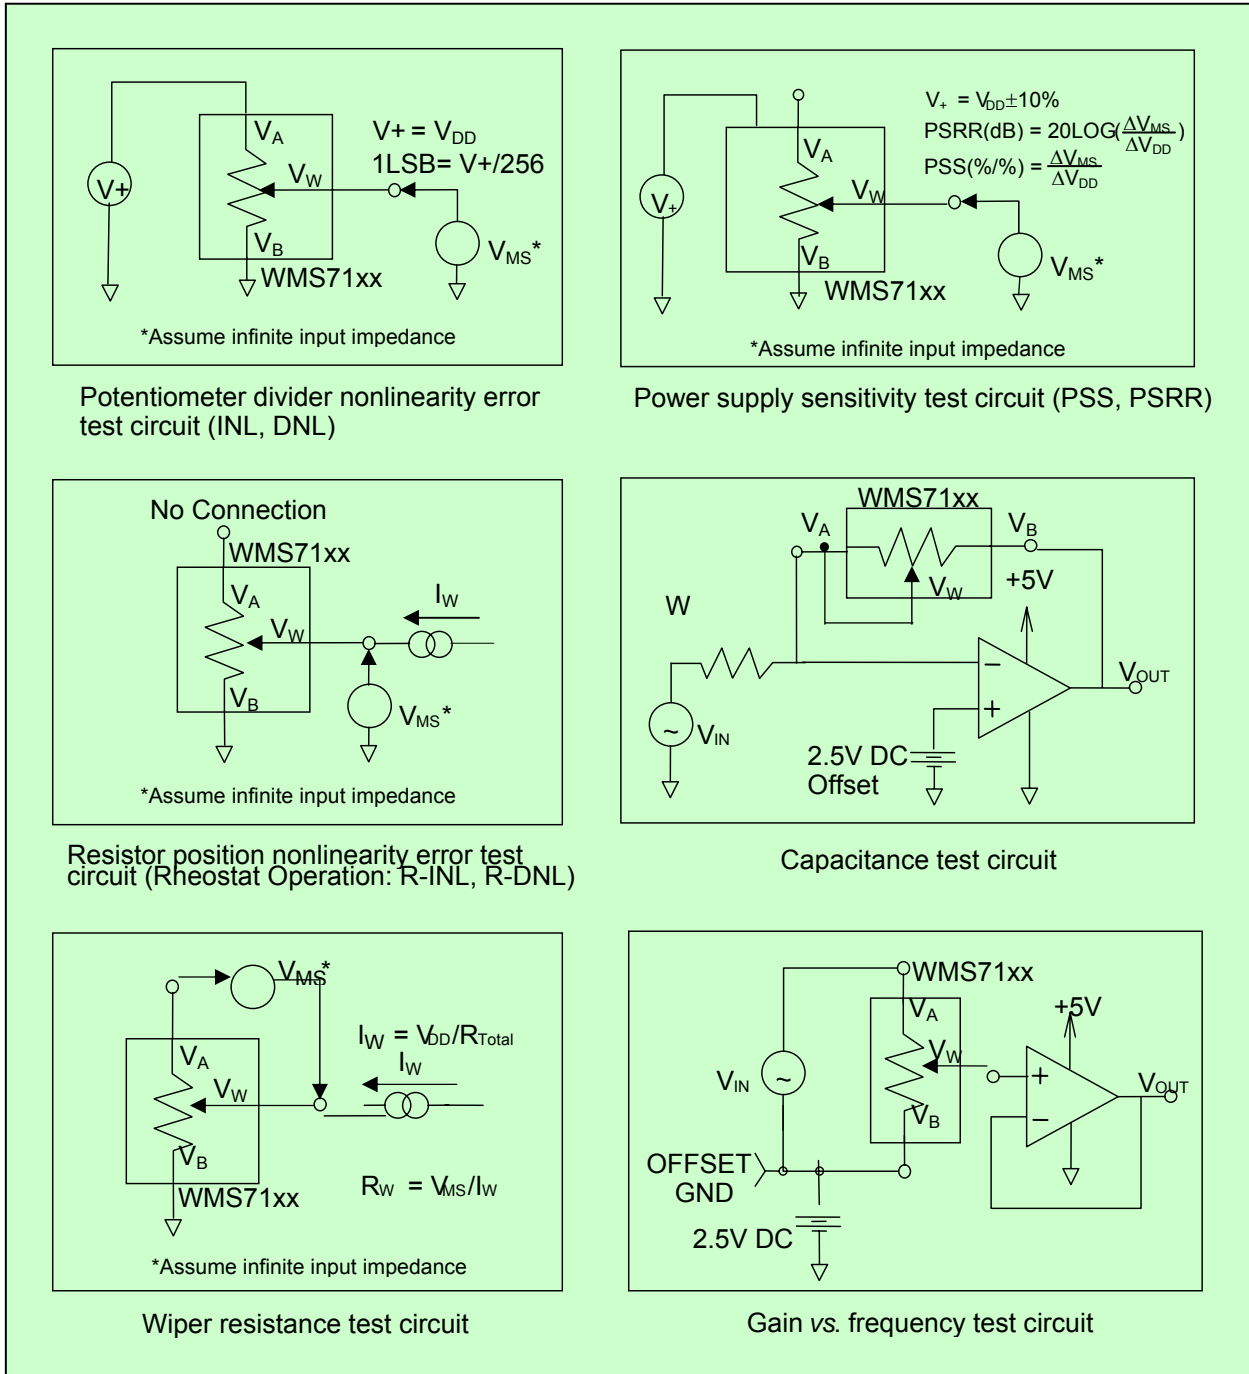 V+ = VDD
1LSB= V+/256
VA
V+
VW
VB
VMS*
WMS71xx
*Assume infinite input impedance
Potentiometer divider nonlinearity error
test circuit (INL, DNL)
V+ = VDD±10%
PSRR(dB) = 20LOG(ΔVMS/ΔVDD)
PSS(%/%) = ΔVMS/ΔVDD
VA
V+
VW
VB
VMS*
WMS71xx
*Assume infinite input impedance
Power supply sensitivity test circuit (PSS, PSRR)
No Connection
WMS71xx
VA
IW
VW
VB
VMS*
*Assume infinite input impedance
Resistor position nonlinearity error test
circuit (Rheostat Operation: R-INL, R-DNL)
WMS71xx
VA
VB
VW
+5V
W
−
VOUT
+
~
VIN
2.5V DC
Offset
Capacitance test circuit
VMS*
IW = VDD/RTotal
VA
IW
VW
VB
RW = VMS/IW
WMS71xx
*Assume infinite input impedance
Wiper resistance test circuit
WMS71xx
VA
+5V
VW
VIN
~
+
VOUT
VB
−
OFFSET
GND
2.5V DC
Gain vs. frequency test circuit